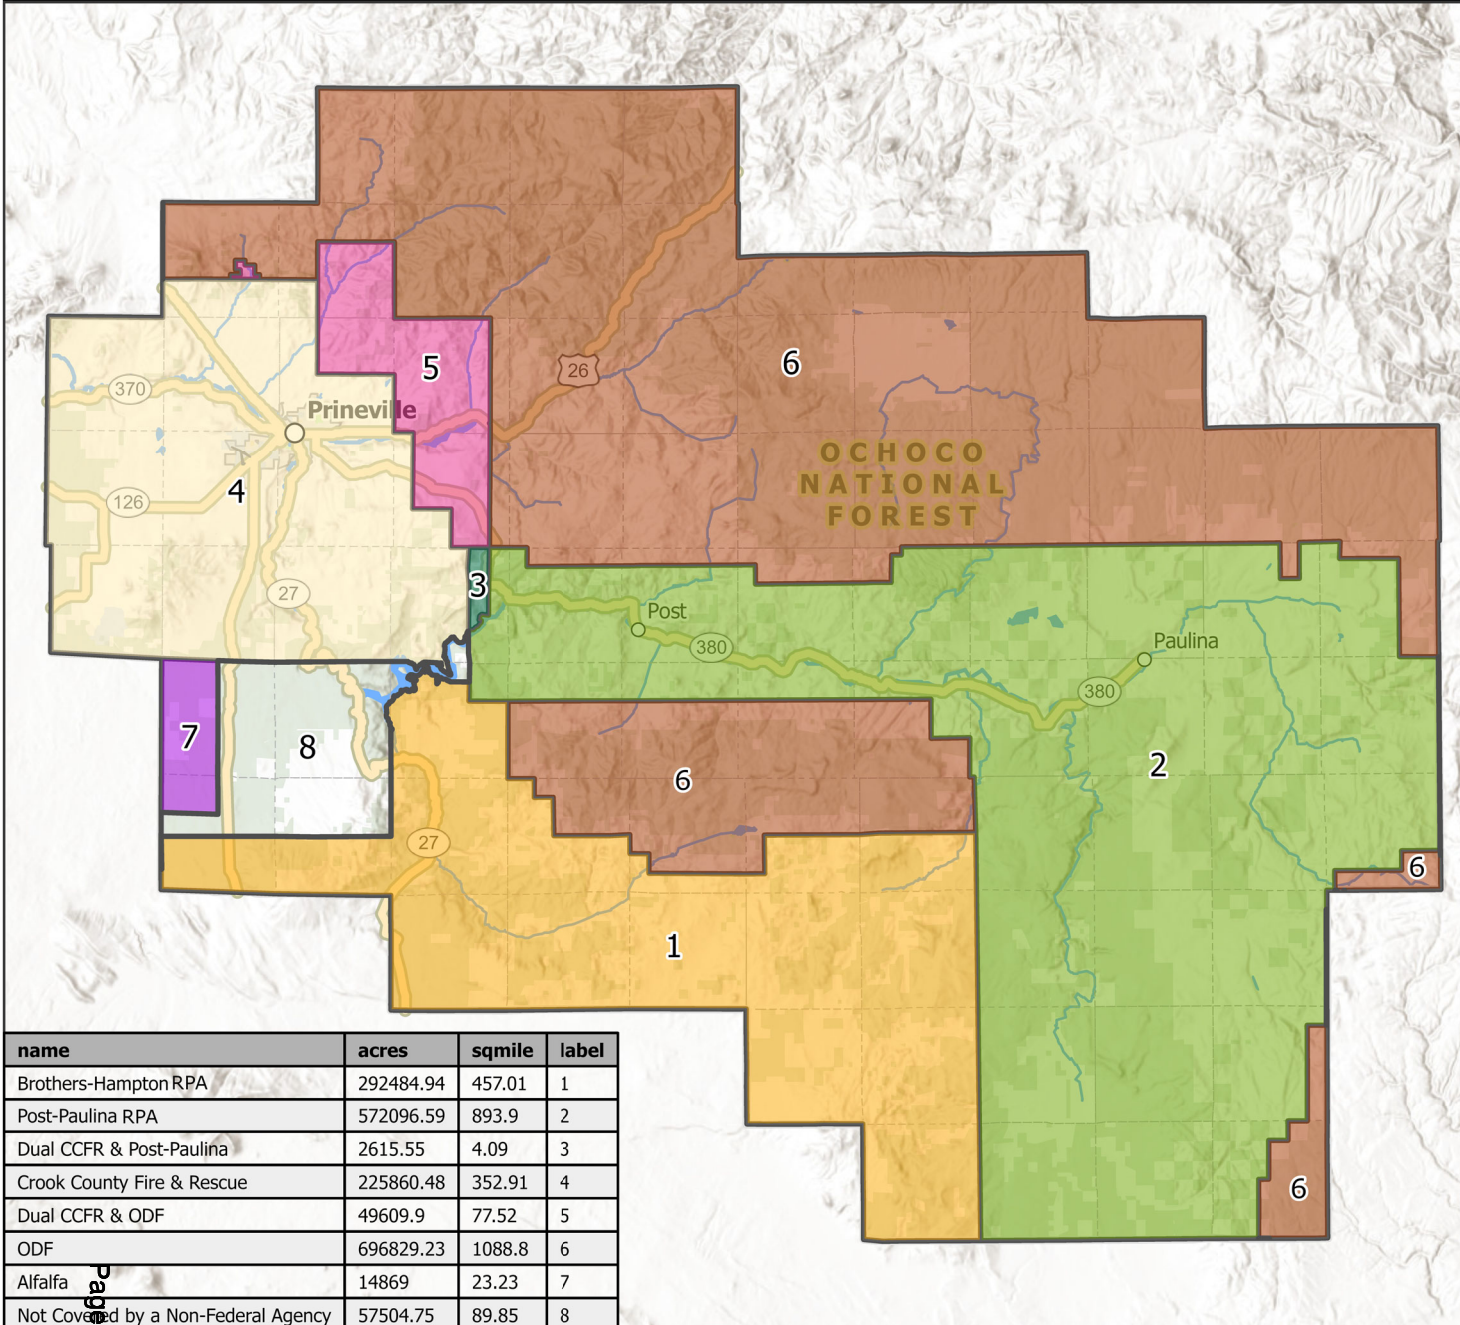 6
5
26
370
Prineville
OCHOCO
NATIONAL
FOREST
4
126
3
27
Post
380
Paulina
380
7
8
6
2
27
6
1
6
name acres sqmile label
Brothers-Hampton RPA 292484.94 457.01 1
Post-Paulina RPA 572096.59 893.9 2
Dual CCFR & Post-Paulina 2615.55 4.09 3
Crook County Fire & Rescue 225860.48 352.91 4
Dual CCFR & ODF 49609.9 77.52 5
ODF 696829.23 1088.8 6
Alfalfa 14869 23.23 7
Not Covered by a Non-Federal Agency 57504.75 89.85 8
Page